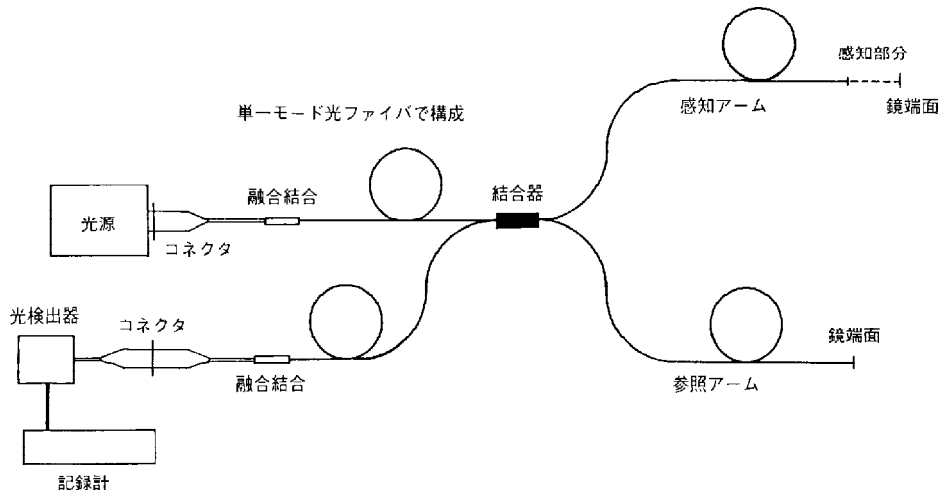 感知部分
鏡端面
感知アーム
単一モード光ファイバで構成
融合結合
結合器
光源
コネクタ
光検出器
コネクタ
融合結合
鏡端面
参照アーム
記録計